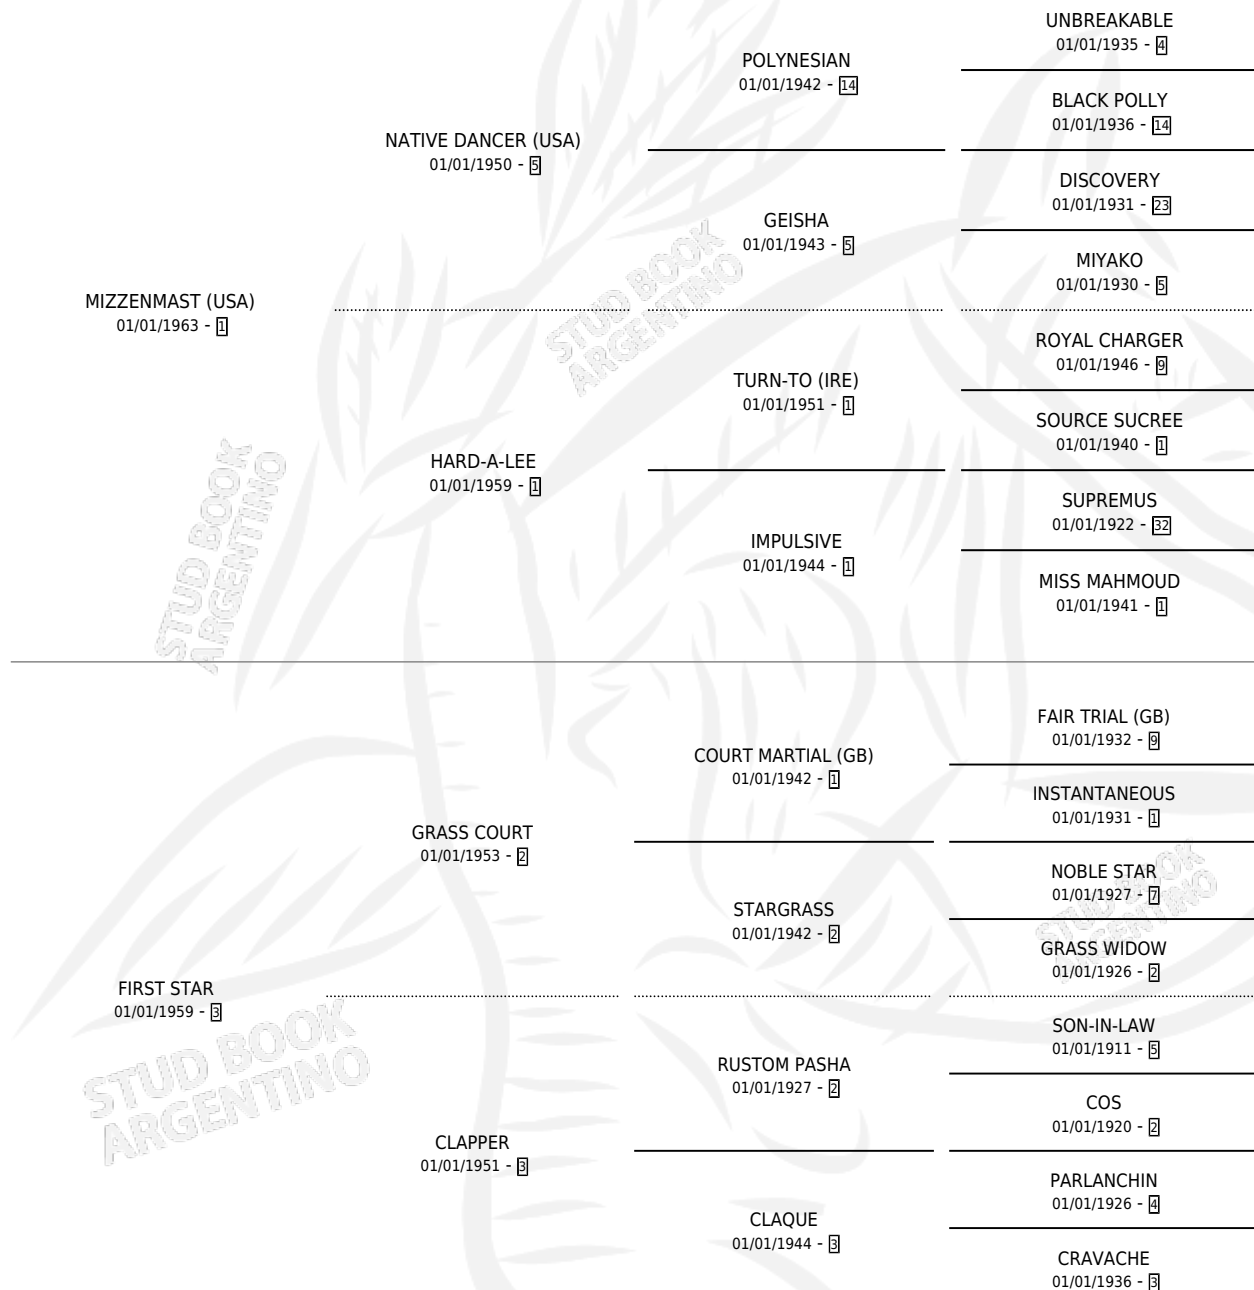 UNBREAKABLE
01/01/1935 - 4
POLYNESIAN
01/01/1942 - 14
BLACK POLLY
01/01/1936 - 14
NATIVE DANCER (USA)
01/01/1950 - 5
DISCOVERY
01/01/1931 - 23
GEISHA
01/01/1943 - 5
MIYAKO
01/01/1930 - 5
MIZZENMAST (USA)
01/01/1963 - 1
ROYAL CHARGER
01/01/1946 - 9
TURN-TO (IRE)
01/01/1951 - 1
SOURCE SUCREE
01/01/1940 - 1
HARD-A-LEE
01/01/1959 - 1
SUPREMUS
01/01/1922 - 32
IMPULSIVE
01/01/1944 - 1
MISS MAHMOUD
01/01/1941 - 1
STUD BOOK
ARGENTINO
STUD BOOK
ARGENTINO
FAIR TRIAL (GB)
01/01/1932 - 9
COURT MARTIAL (GB)
01/01/1942 - 1
INSTANTANEOUS
01/01/1931 - 1
GRASS COURT
01/01/1953 - 2
NOBLE STAR
01/01/1927 - 7
STARGRASS
01/01/1942 - 2
GRASS WIDOW
01/01/1926 - 2
FIRST STAR
01/01/1959 - 3
SON-IN-LAW
01/01/1911 - 5
RUSTOM PASHA
01/01/1927 - 2
COS
01/01/1920 - 2
CLAPPER
01/01/1951 - 3
PARLANCHIN
01/01/1926 - 4
CLAQUE
01/01/1944 - 3
CRAVACHE
01/01/1936 - 3
STUD BOOK
ARGENTINO
STUD BOOK
ARGENTINO